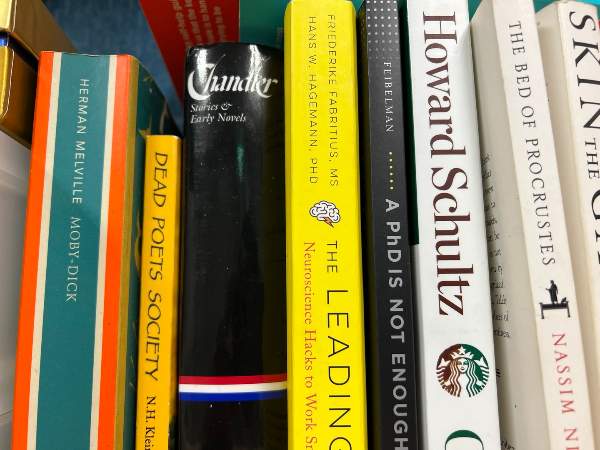 HERMAN MELVILLE MOBY-DICK
DEAD POETS SOCIETY
N.H.
Chandler
Stories &
Early Novels
FRIEDERIKE FABRITIUS, MS
HANS W. HAGEMANN, PHD
THE LEADING
Neuroscience Hacks to Work
FEIBELMAN
A PhD IS NOT ENOUGH
Howard Schultz
THE BED OF PROCRUSTES
NASSIM
SKIN
THE